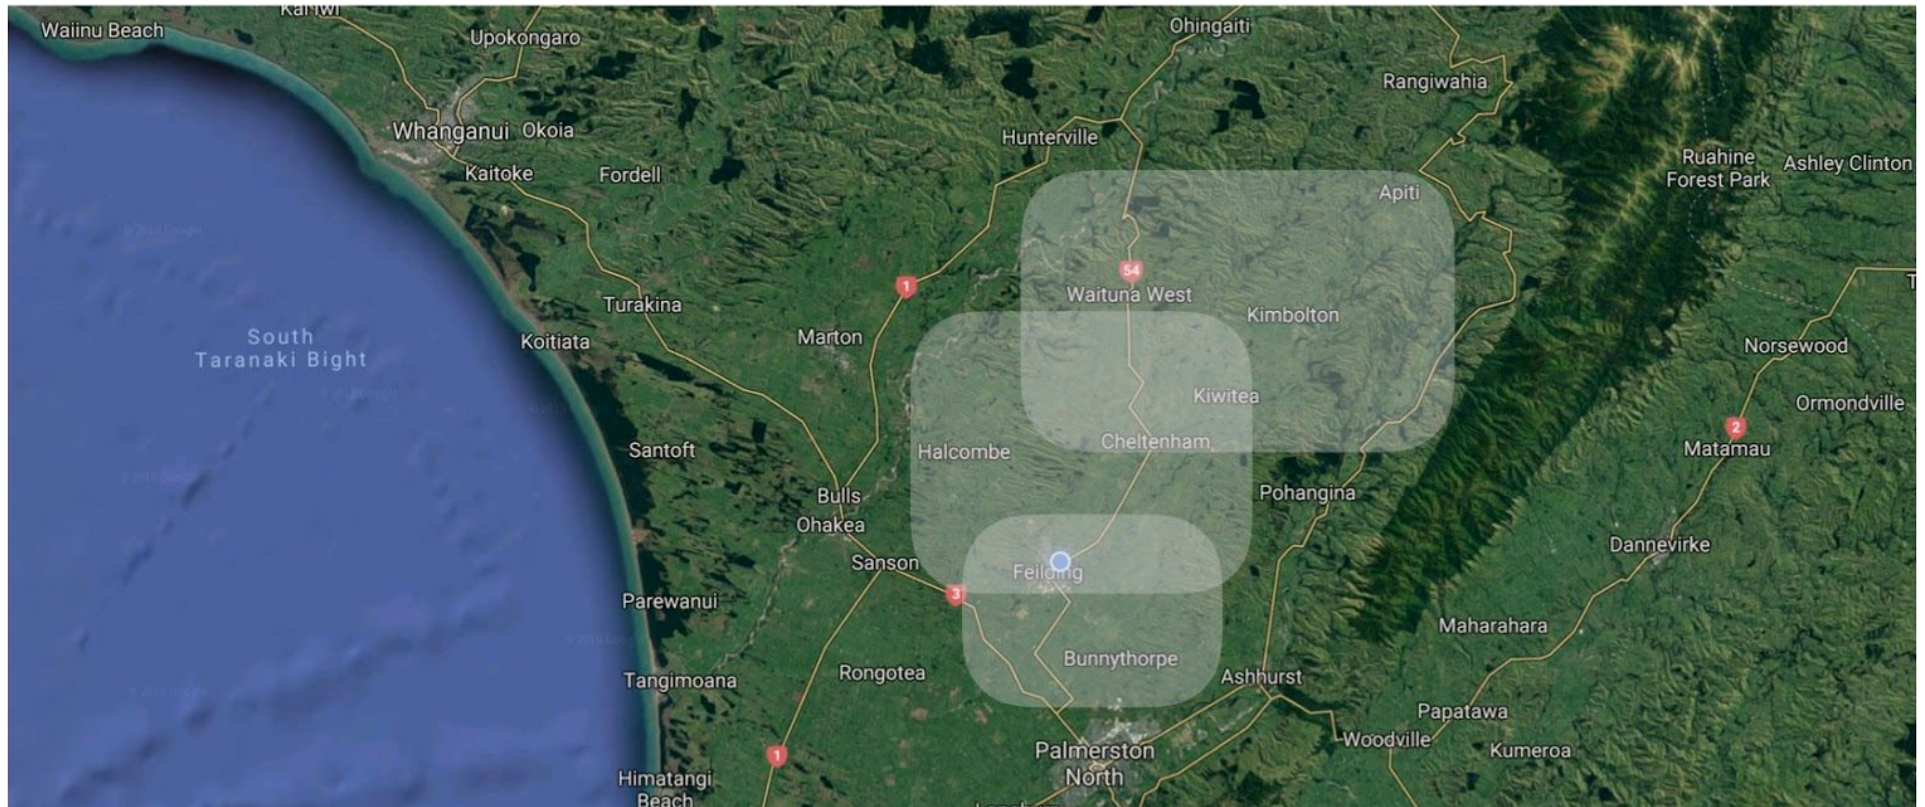 Kai Iwi
Waiinu Beach
Upokongaro
Ohingaiti
Rangiwahia
Whanganui
Okoia
Hunterville
Ruahine
Forest Park
Ashley Clinton
Kaitoke
Fordell
Apiti
© 2018 Google
54
1
Waituna West
Turakina
Kimbolton
South
Taranaki Bight
Koitiata
Marton
Norsewood
Kiwitea
Ormondville
2
Santoft
Halcombe
Cheltenham
Matamau
Bulls
Pohangina
Ohakea
Dannevirke
Sanson
Feilding
3
Parewanui
Maharahara
Bunnythorpe
Rongotea
Tangimoana
Ashhurst
Papatawa
Woodville
Palmerston
North
Kumeroa
1
Himatangi
Beach